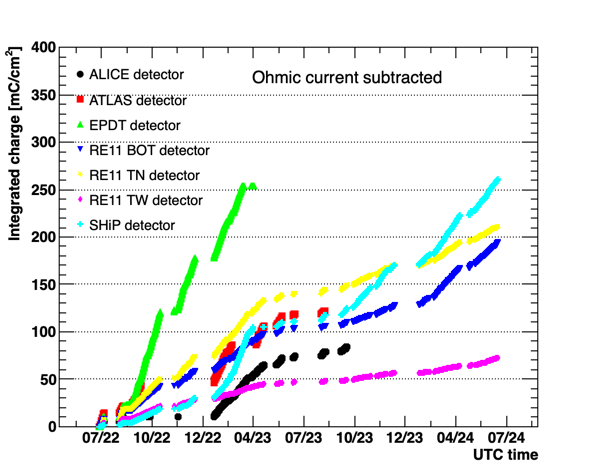 Integrated charge [mC/cm²]
400
350
300
250
200
150
100
50
0
ALICE detector
ATLAS detector
EPDT detector
RE11 BOT detector
RE11 TN detector
RE11 TW detector
SHiP detector
Ohmic current subtracted
07/22 10/22 12/22 04/23 07/23 10/23 12/23 04/24 07/24
UTC time